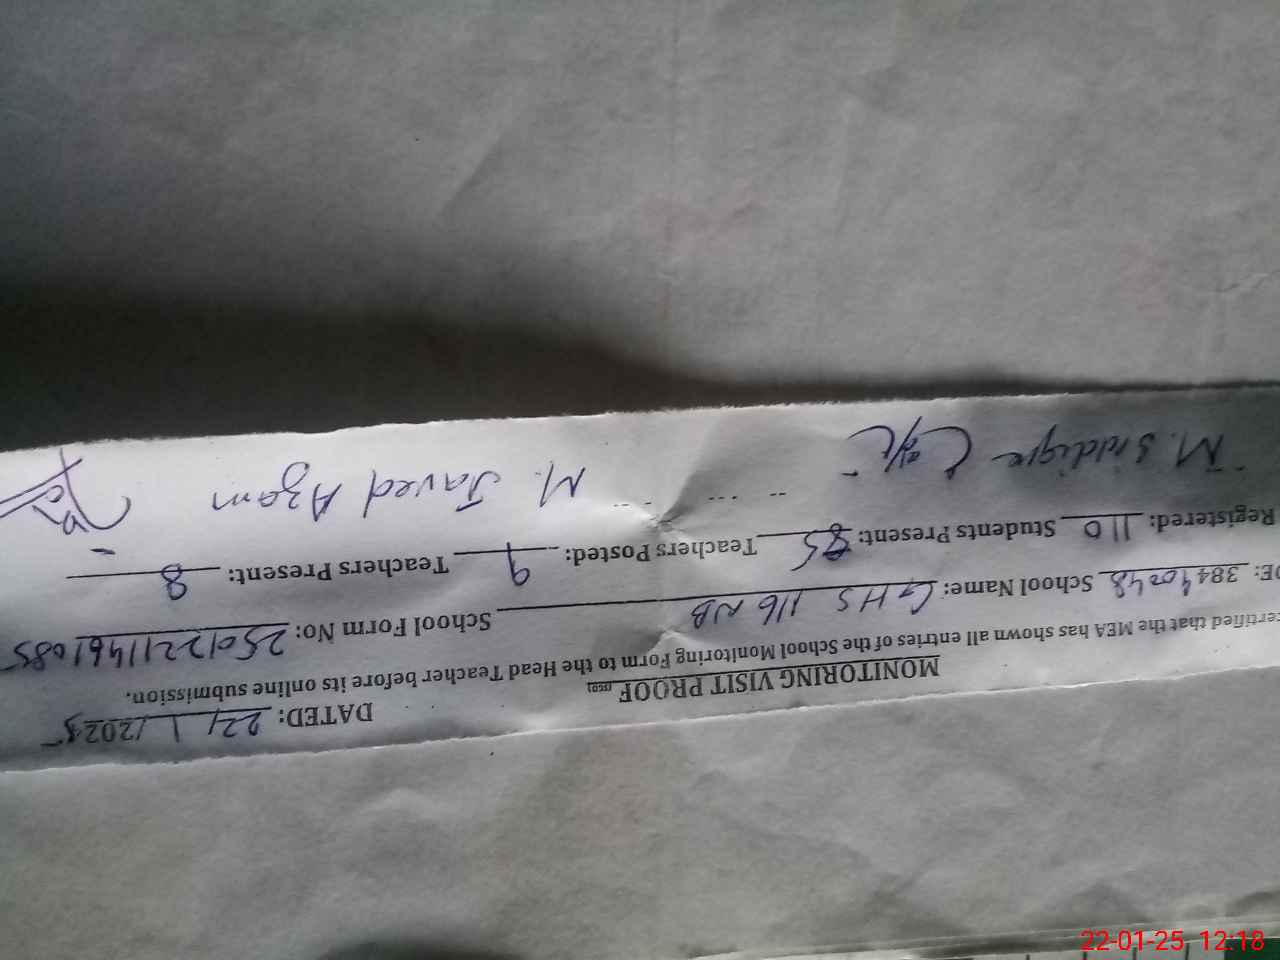 MONITORING VISIT PROOF DATED: 22/1/2025
ertified that the MEA has shown all entries of the School Monitoring Form to the Head Teacher before its online submission.
DE: 38440048 School Name: GHS 116 NB School Form No:
Registered: 110 Students Present: 85 Teachers Posted: 9 Teachers Present: 8
M. Siddique M. Javed Azam
22-01-25 12:18